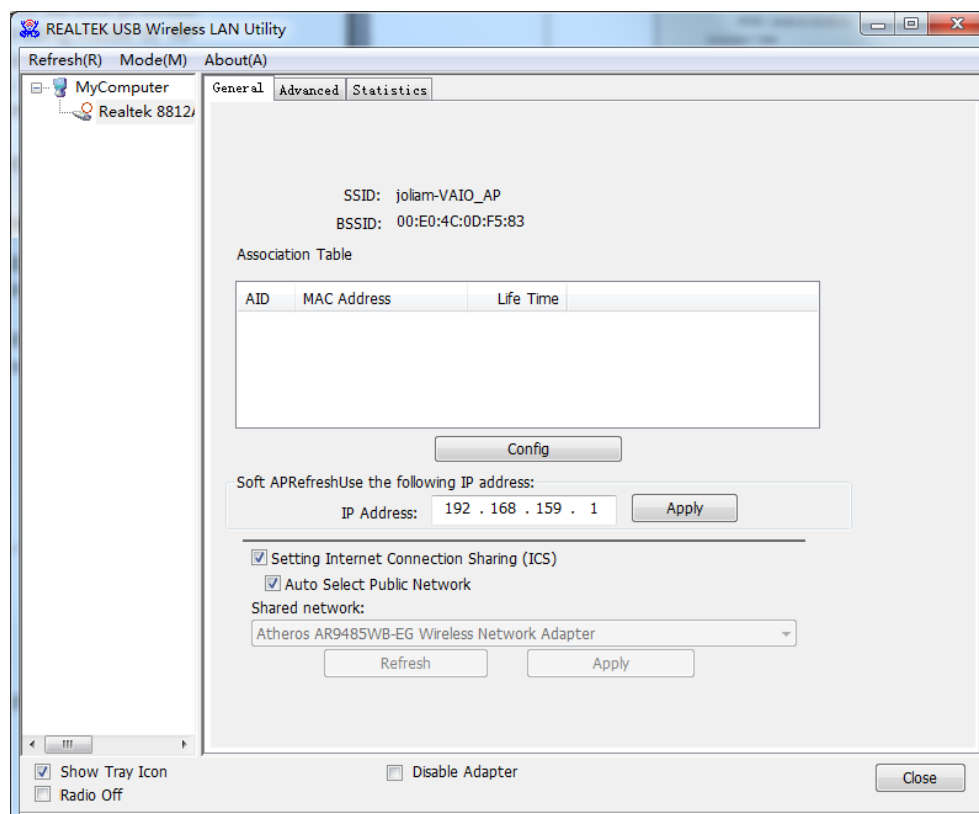 REALTEK USB Wireless LAN Utility
Refresh(R) Mode(M) About(A)
MyComputer
Realtek 8812A
General Advanced Statistics
SSID: joliam-VAIO_AP
BSSID: 00:E0:4C:0D:F5:83
Association Table
AID MAC Address Life Time
Config
Soft APRefreshUse the following IP address:
IP Address: 192 . 168 . 159 . 1 Apply
Setting Internet Connection Sharing (ICS)
Auto Select Public Network
Shared network:
Atheros AR9485WB-EG Wireless Network Adapter
Refresh Apply
Show Tray Icon Disable Adapter
Radio Off
Close